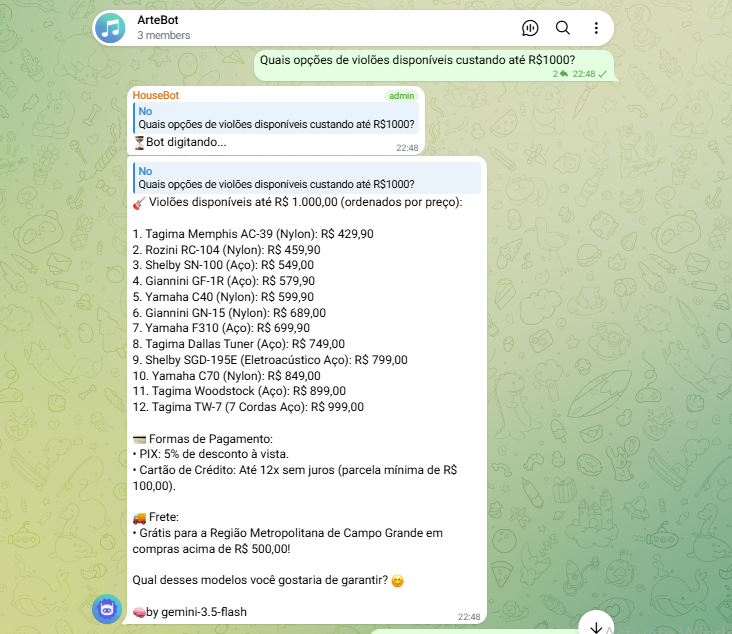 ArteBot
3 members
Quais opções de violões disponíveis custando até R$1000?
2 22:48
HouseBot admin
No
Quais opções de violões disponíveis custando até R$1000?
⏳Bot digitando...
22:48
No
Quais opções de violões disponíveis custando até R$1000?
🎸 Violões disponíveis até R$ 1.000,00 (ordenados por preço):
1. Tagima Memphis AC-39 (Nylon): R$ 429,90
2. Rozini RC-104 (Nylon): R$ 459,90
3. Shelby SN-100 (Aço): R$ 549,00
4. Giannini GF-1R (Aço): R$ 579,90
5. Yamaha C40 (Nylon): R$ 599,90
6. Giannini GN-15 (Nylon): R$ 689,00
7. Yamaha F310 (Aço): R$ 699,90
8. Tagima Dallas Tuner (Aço): R$ 749,00
9. Shelby SGD-195E (Eletroacústico Aço): R$ 799,00
10. Yamaha C70 (Nylon): R$ 849,00
11. Tagima Woodstock (Aço): R$ 899,00
12. Tagima TW-7 (7 Cordas Aço): R$ 999,00
💳 Formas de Pagamento:
• PIX: 5% de desconto à vista.
• Cartão de Crédito: Até 12x sem juros (parcela mínima de R$
100,00).
🚚 Frete:
• Grátis para a Região Metropolitana de Campo Grande em
compras acima de R$ 500,00!
Qual desses modelos você gostaria de garantir? 😊
🧠by gemini-3.5-flash
22:48